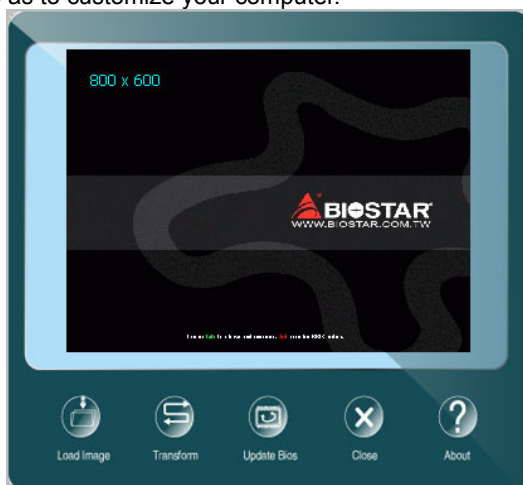 as to customize your computer.
800 x 600
BIOSTAR
WWW.BIOSTAR.COM.TW
Load Image Transform Update Bios Close About